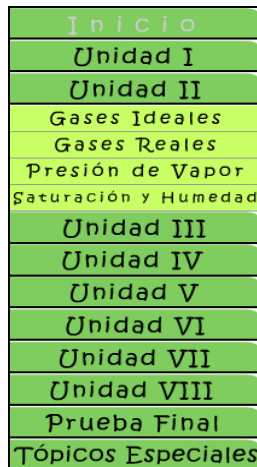 Inicio
Unidad I
Unidad II
Gases Ideales
Gases Reales
Presión de Vapor
Saturación y Humedad
Unidad III
Unidad IV
Unidad V
Unidad VI
Unidad VII
Unidad VIII
Prueba Final
Tópicos Especiales